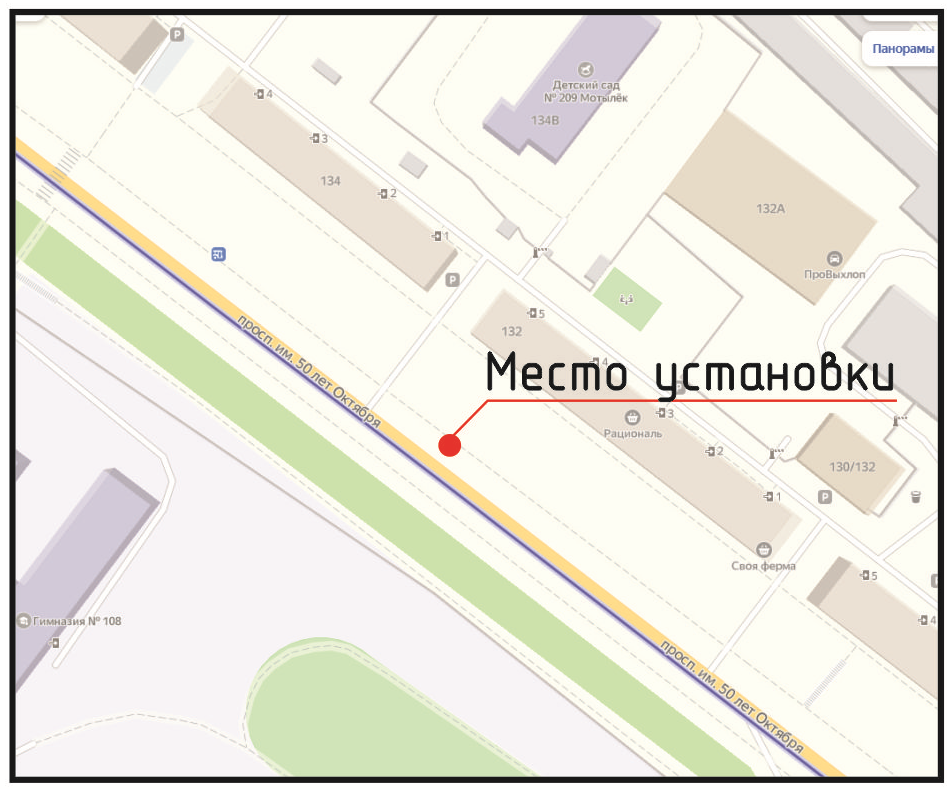 P
Панорамы
4
Детский сад
№ 209 Мотылёк
134В
3
134
2
132А
1
ПроВыхлоп
P
5
132
просп. им. 50 лет Октября
4
Место установки
P
3
Рациональ
2
130/132
1
P
Своя ферма
5
4
Гимназия № 108
просп. им. 50 лет Октября